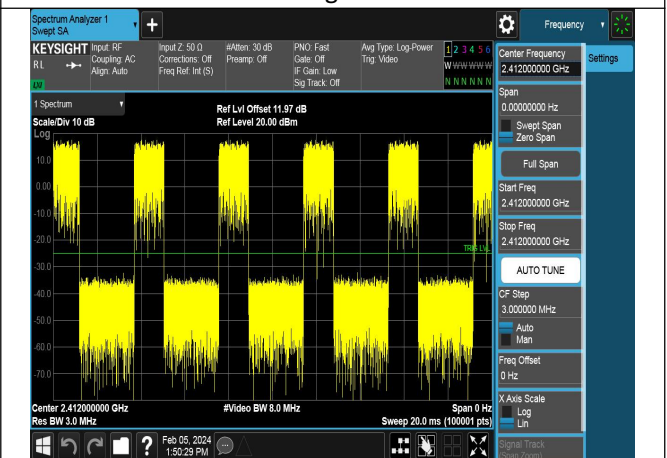 Spectrum Analyzer 1
Swept SA
Frequency
KEYSIGHT
RL
Input: RF
Coupling: AC
Align: Auto
Input Z: 50 Ω
Corrections: Off
Freq Ref: Int (S)
#Atten: 30 dB
Preamp: Off
PNO: Fast
Gate: Off
IF Gain: Low
Sig Track: Off
Avg Type: Log-Power
Trig: Video
1 2 3 4 5 6
W W W W W W
N N N N N N
1 Spectrum
Scale/Div 10 dB
Ref Lvl Offset 11.97 dB
Ref Level 20.00 dBm
Log
10.0
0.00
-10.0
-20.0
TRIG LVL
-30.0
-40.0
-50.0
-60.0
-70.0
Center 2.412000000 GHz
#Video BW 8.0 MHz
Span 0 Hz
Res BW 3.0 MHz
Sweep 20.0 ms (100001 pts)
Feb 05, 2024
1:50:29 PM
Center Frequency
2.412000000 GHz
Settings
Span
0.00000000 Hz
Swept Span
Zero Span
Full Span
Start Freq
2.412000000 GHz
Stop Freq
2.412000000 GHz
AUTO TUNE
CF Step
3.000000 MHz
Auto
Man
Freq Offset
0 Hz
X Axis Scale
Log
Lin
Signal Track
(Span Zoom)